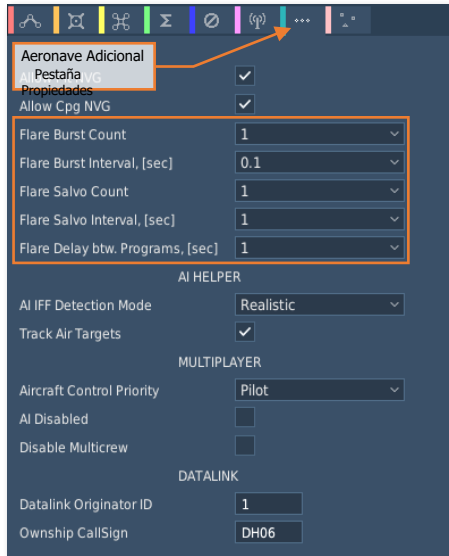 Aeronave Adicional
Pestaña
Propiedades
Allow Cpg NVG
Flare Burst Count 1
Flare Burst Interval, [sec] 0.1
Flare Salvo Count 1
Flare Salvo Interval, [sec] 1
Flare Delay btw. Programs, [sec] 1
AI HELPER
AI IFF Detection Mode Realistic
Track Air Targets
MULTIPLAYER
Aircraft Control Priority Pilot
AI Disabled
Disable Multicrew
DATALINK
Datalink Originator ID 1
Ownship CallSign DH06